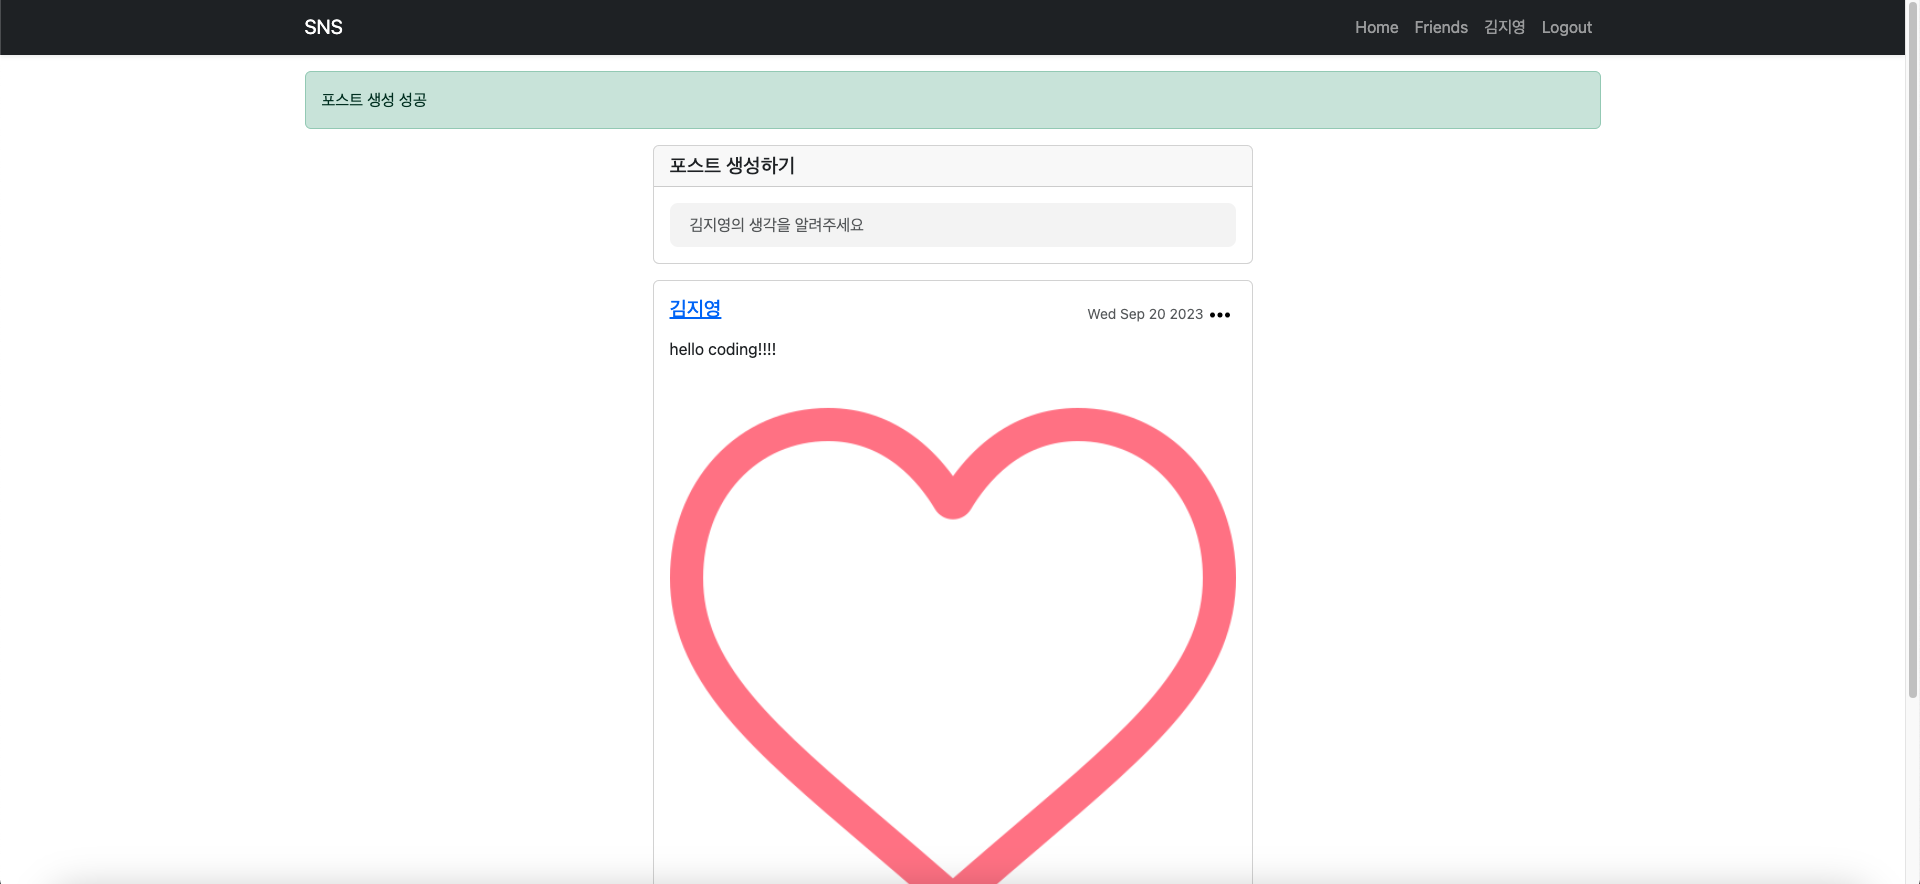 SNS Home Friends 김지영 Logout
포스트 생성 성공
포스트 생성하기
김지영의 생각을 알려주세요
김지영 Wed Sep 20 2023
hello coding!!!!